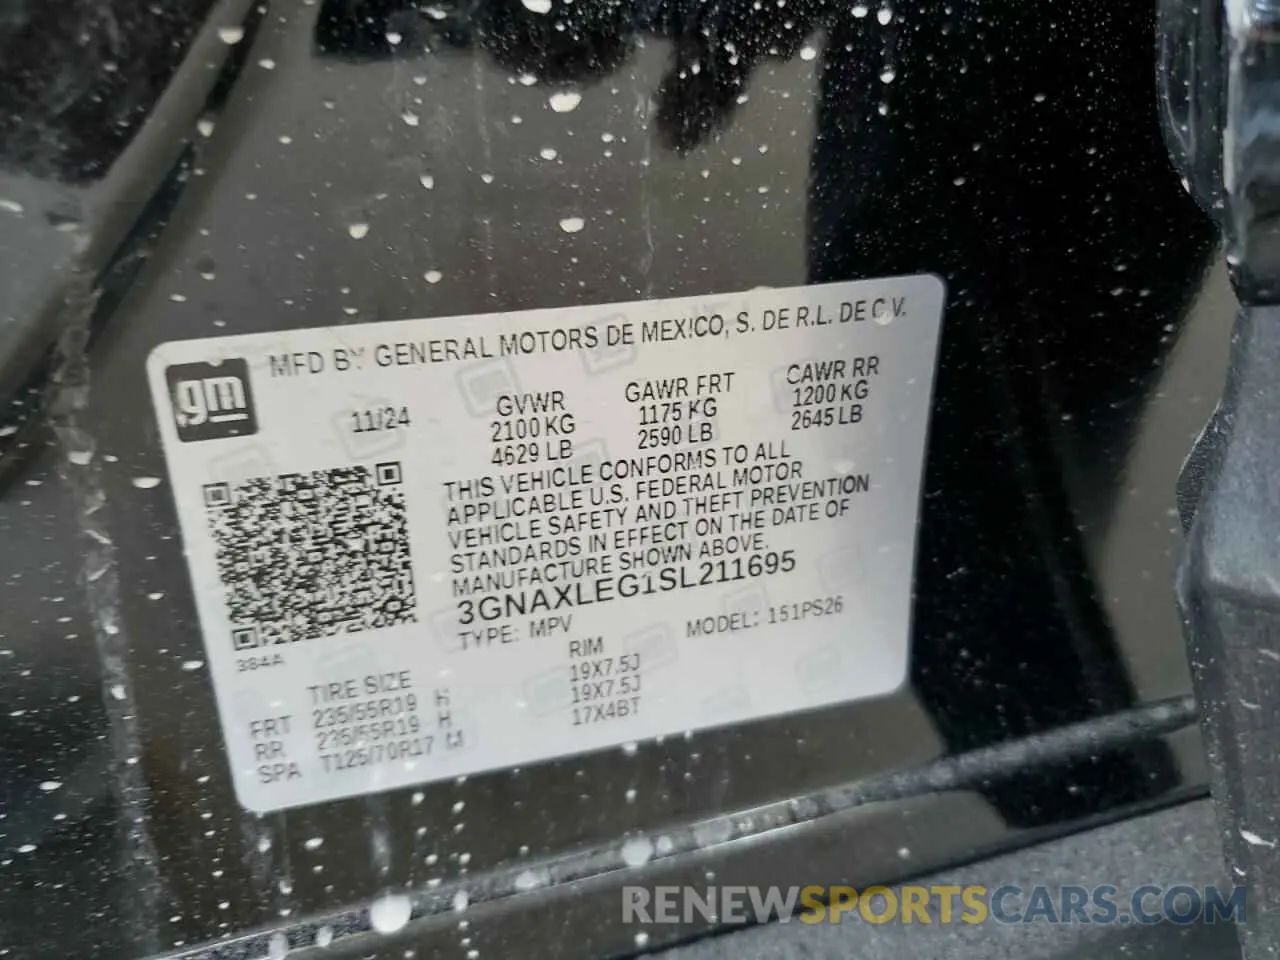 MFD BY GENERAL MOTORS DE MEXICO, S. DE R.L. DE C.V.
gm
11/24
GVWR
2100 KG
4629 LB
GAWR FRT
1175 KG
2590 LB
CAWR RR
1200 KG
2645 LB
THIS VEHICLE CONFORMS TO ALL
APPLICABLE U.S. FEDERAL MOTOR
VEHICLE SAFETY AND THEFT PREVENTION
STANDARDS IN EFFECT ON THE DATE OF
MANUFACTURE SHOWN ABOVE.
3GNAXLEG1SL211695
TYPE: MPV MODEL: 151PS26
384A
TIRE SIZE RIM
FRT 235/55R19 H 19X7.5J
RR 235/55R19 H 19X7.5J
SPA T125/70R17 M 17X4BT
RENEWSPORTSCARS.COM